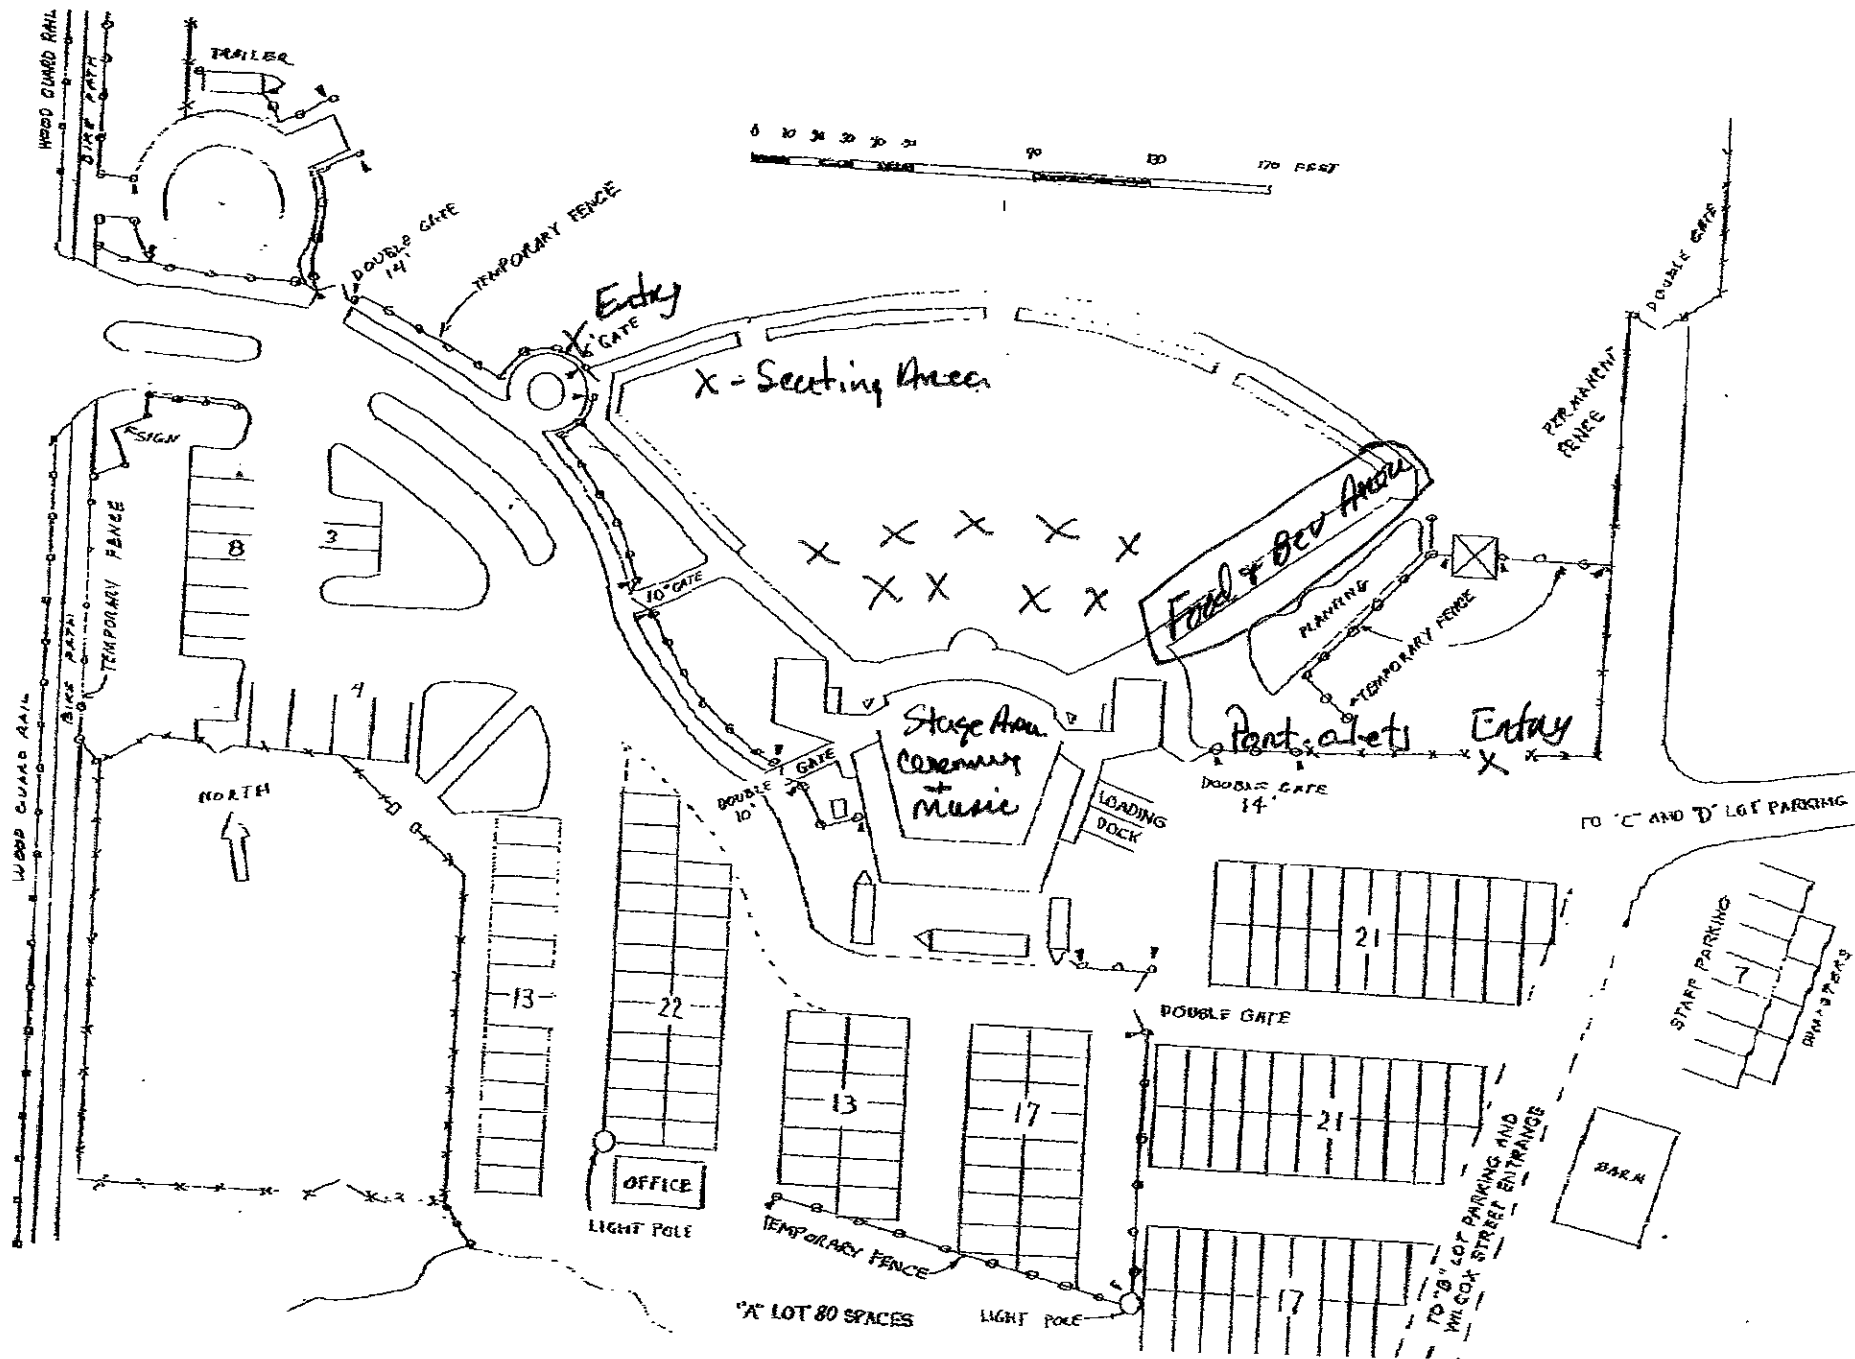 WOOD GUARD RAIL
BIKE PATH
TRAILER
0 10 20 30 40 50 90 130 170 FEET
DOUBLE GATE
14'
TEMPORARY FENCE
Entry
X
GATE
X - Seating Area
DOUBLE GATE
PERMANENT
FENCE
SIGN
TEMPORARY FENCE
8
3
X X X X X
X X X X
Food + Bev Area
PLANTING
TEMPORARY FENCE
10' GATE
4
WOOD GUARD RAIL
BIKE PATH
TEMPORARY FENCE
Stage Area
Ceremony
+
Music
Port-o-lets
Entry
X
DOUBLE GATE
10'
DOUBLE GATE
14'
LOADING
DOCK
TO "C" AND "D" LOT PARKING
NORTH
13
22
21
STAFF PARKING
7
DUMPSTERS
DOUBLE GATE
13
17
21
OFFICE
LIGHT POLE
TEMPORARY FENCE
BARN
TO "B" LOT PARKING AND
WILCOX STREET ENTRANCE
17
"A" LOT 80 SPACES
LIGHT POLE